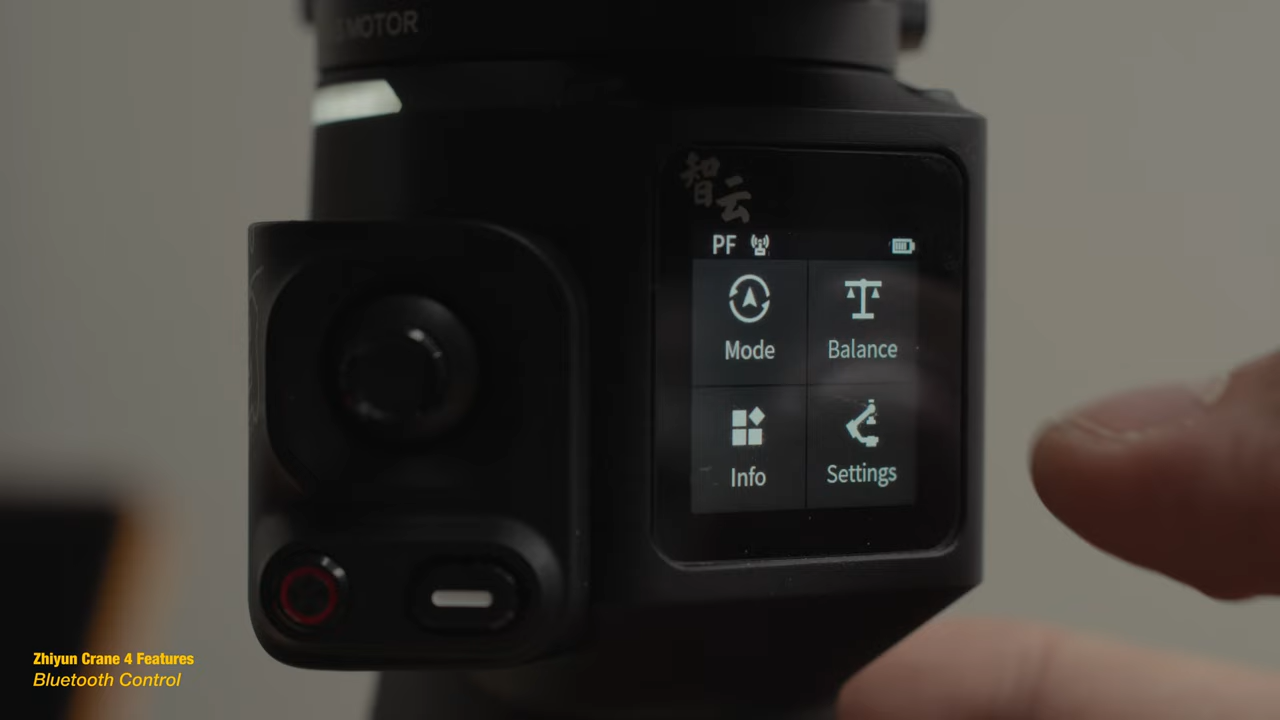 MOTOR
智云
PF
Mode
Balance
Info
Settings
Zhiyun Crane 4 Features
Bluetooth Control